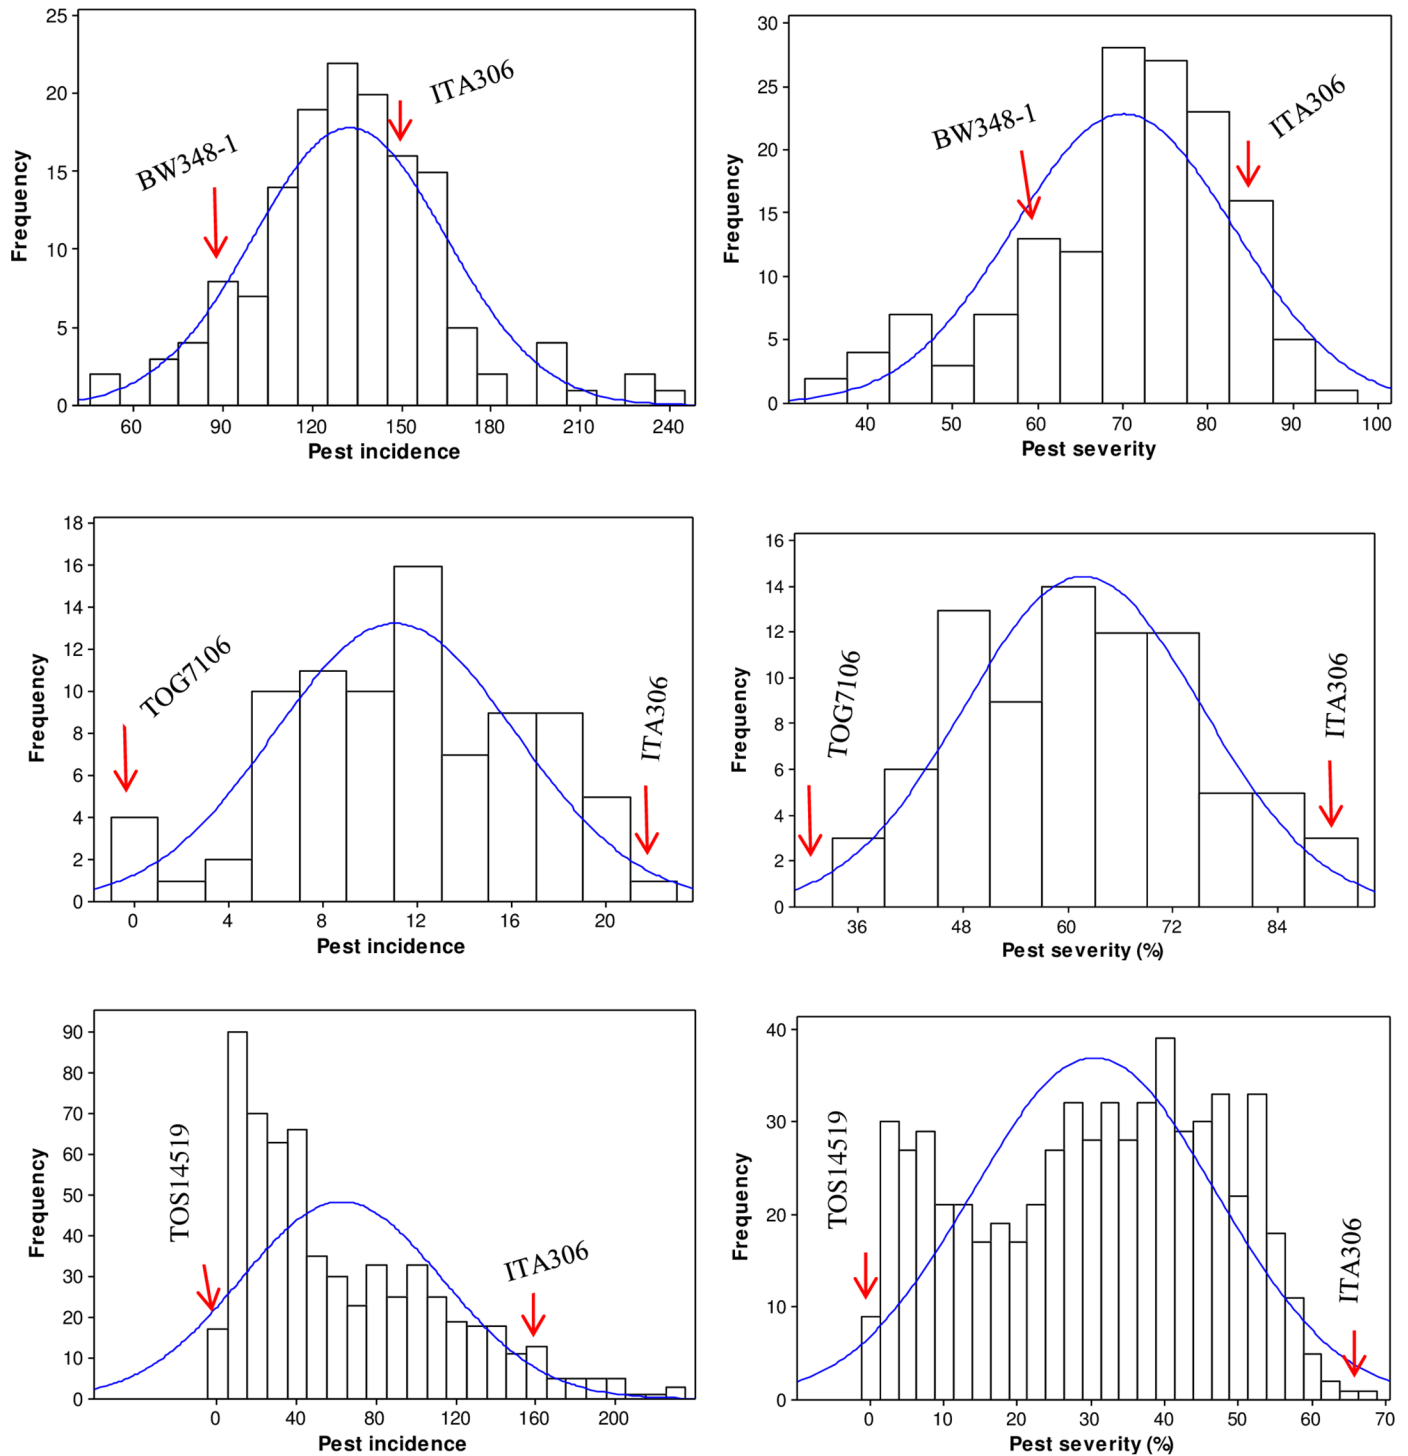 25
20
15
10
5
0
Frequency
BW348-1
ITA306
60 90 120 150 180 210 240
Pest incidence
30
25
20
15
10
5
0
Frequency
BW348-1
ITA306
40 50 60 70 80 90 100
Pest severity
18
16
14
12
10
8
6
4
2
0
Frequency
TOG7106
ITA306
0 4 8 12 16 20
Pest incidence
16
14
12
10
8
6
4
2
0
Frequency
TOG7106
ITA306
36 48 60 72 84
Pest severity (%)
90
80
70
60
50
40
30
20
10
0
Frequency
TOS14519
ITA306
0 40 80 120 160 200
Pest incidence
40
30
20
10
0
Frequency
TOS14519
ITA306
0 10 20 30 40 50 60 70
Pest severity (%)